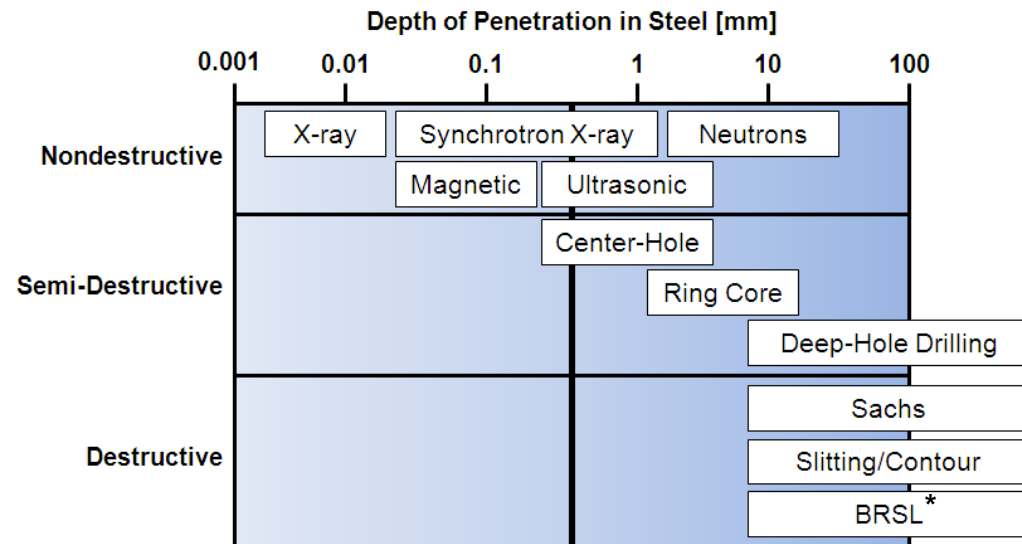 Depth of Penetration in Steel [mm]
0.001 0.01 0.1 1 10 100
Nondestructive
X-ray Synchrotron X-ray Neutrons
Magnetic Ultrasonic
Semi-Destructive
Center-Hole
Ring Core
Deep-Hole Drilling
Destructive
Sachs
Slitting/Contour
BRSL*